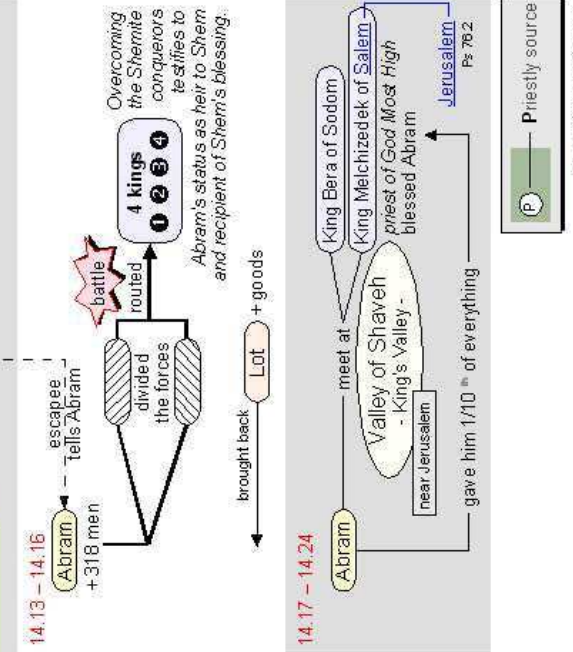 14.13 – 14.16
escapee
tells Abram
Abram
+318 men
divided
the forces
battle
routed
4 kings
❶ ❷ ❸ ❹
Overcoming
the Shemite
conquerors
testifies to
Abram's status as heir to Shem
and recipient of Shem's blessing.
brought back
Lot
+ goods
14.17 – 14.24
Abram
meet at
Valley of Shaveh
- King's Valley -
near Jerusalem
King Bera of Sodom
King Melchizedek of Salem
priest of God Most High
blessed Abram
Jerusalem
Ps 76.2
gave him 1/10 th of everything
P
Priestly source